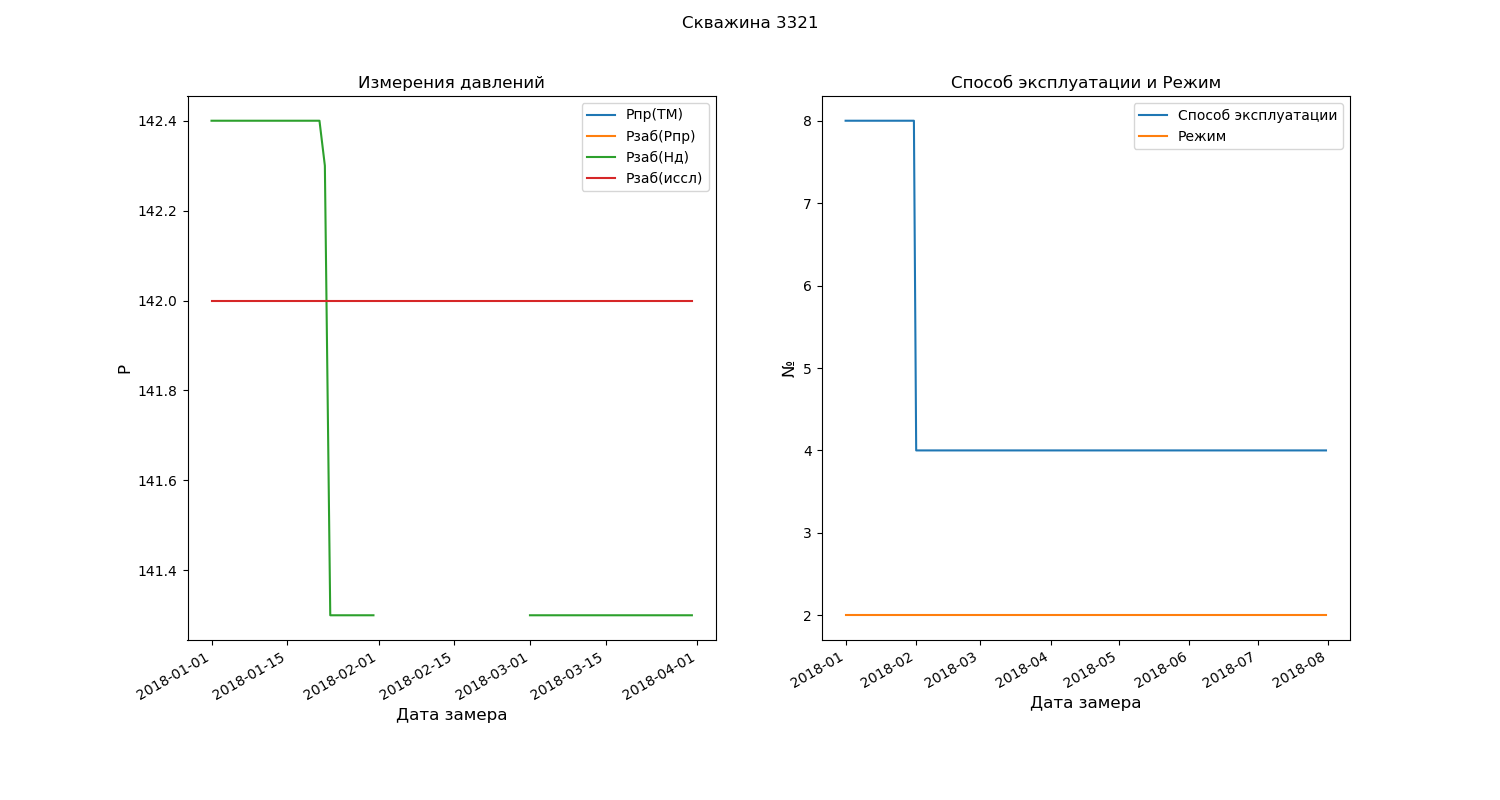 Скважина 3321
Измерения давлений
142.4
142.2
142.0
141.8
141.6
141.4
P
Рпр(ТМ)
Рзаб(Рпр)
Рзаб(Нд)
Рзаб(иссл)
2018-01-01
2018-01-15
2018-02-01
2018-02-15
2018-03-01
2018-03-15
2018-04-01
Дата замера
Способ эксплуатации и Режим
8
7
6
5
4
3
2
№
Способ эксплуатации
Режим
2018-01
2018-02
2018-03
2018-04
2018-05
2018-06
2018-07
2018-08
Дата замера